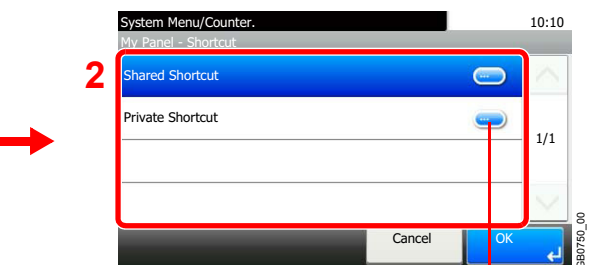 System Menu/Counter.
10:10
My Panel - Shortcut
2
Shared Shortcut
Private Shortcut
1/1
Cancel
OK
GB0750_00